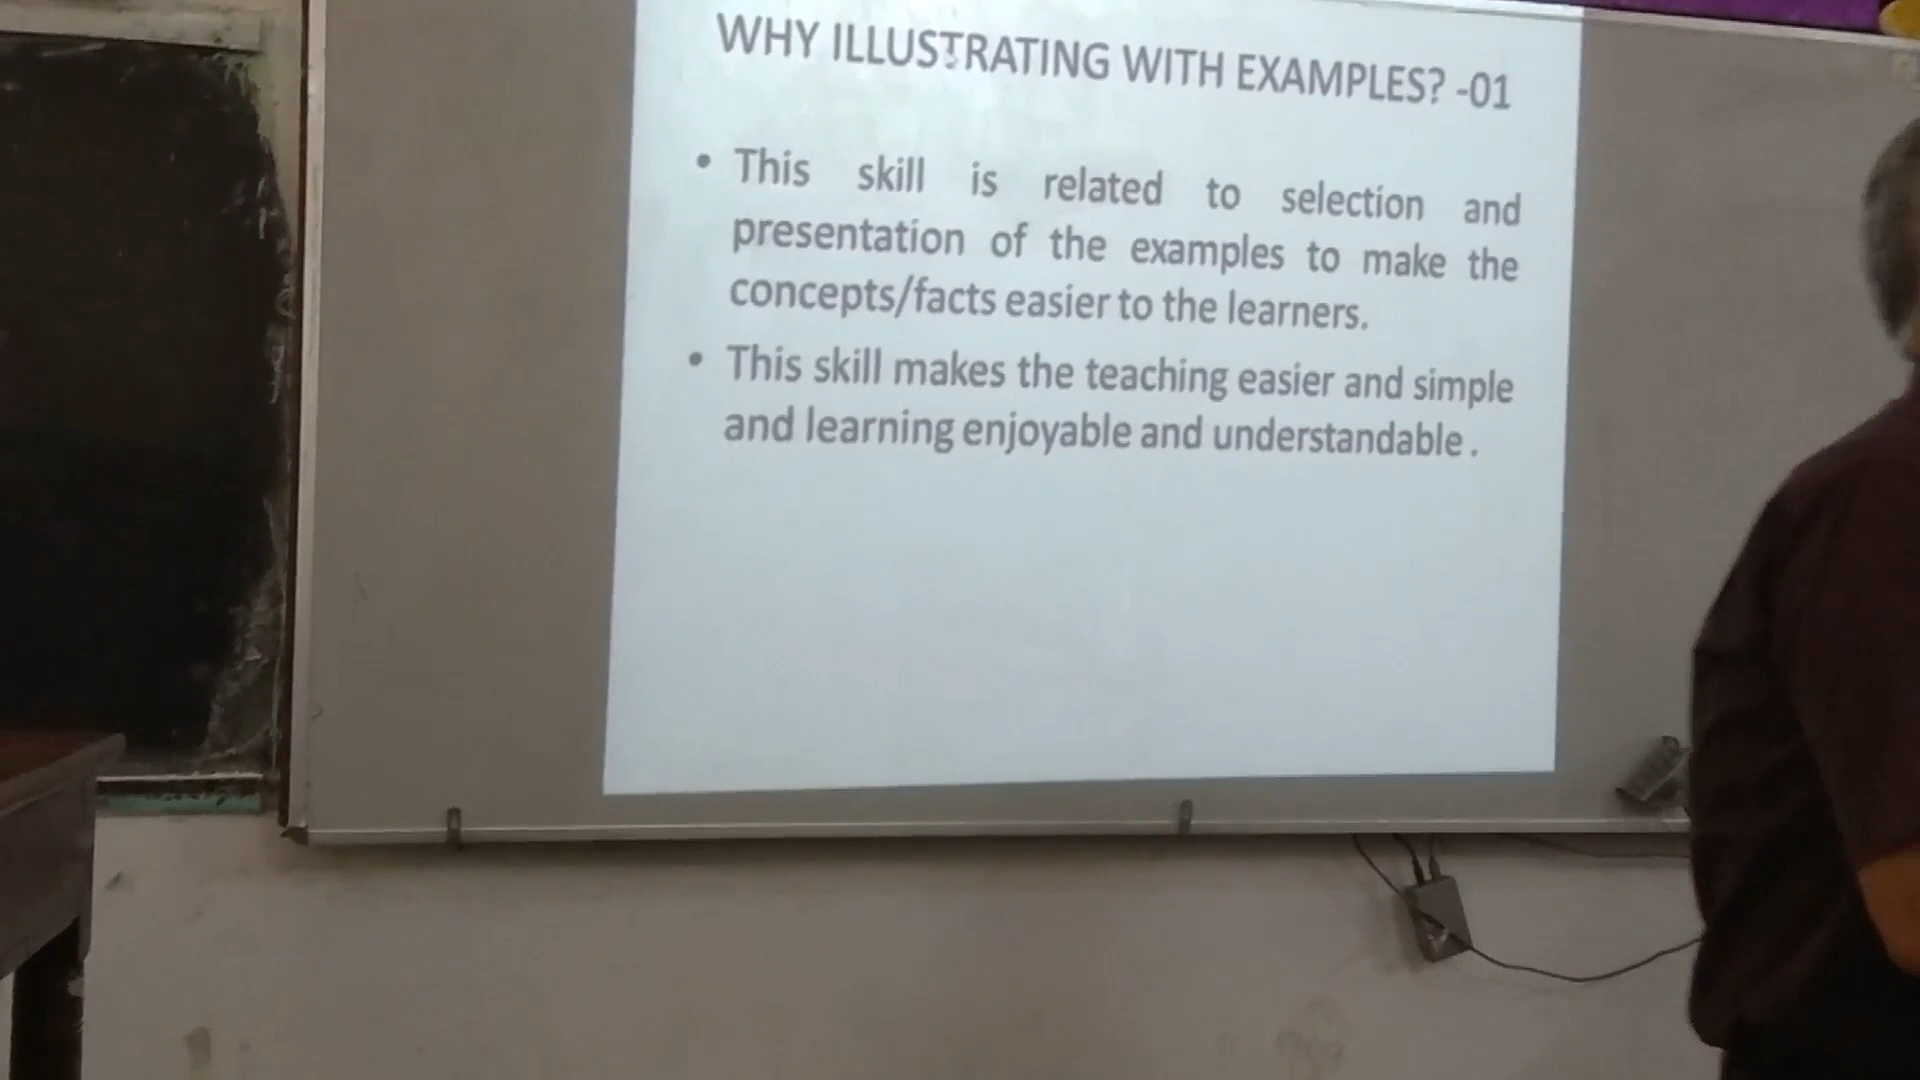 WHY ILLUSTRATING WITH EXAMPLES? -01
• This skill is related to selection and
presentation of the examples to make the
concepts/facts easier to the learners.
• This skill makes the teaching easier and simple
and learning enjoyable and understandable .